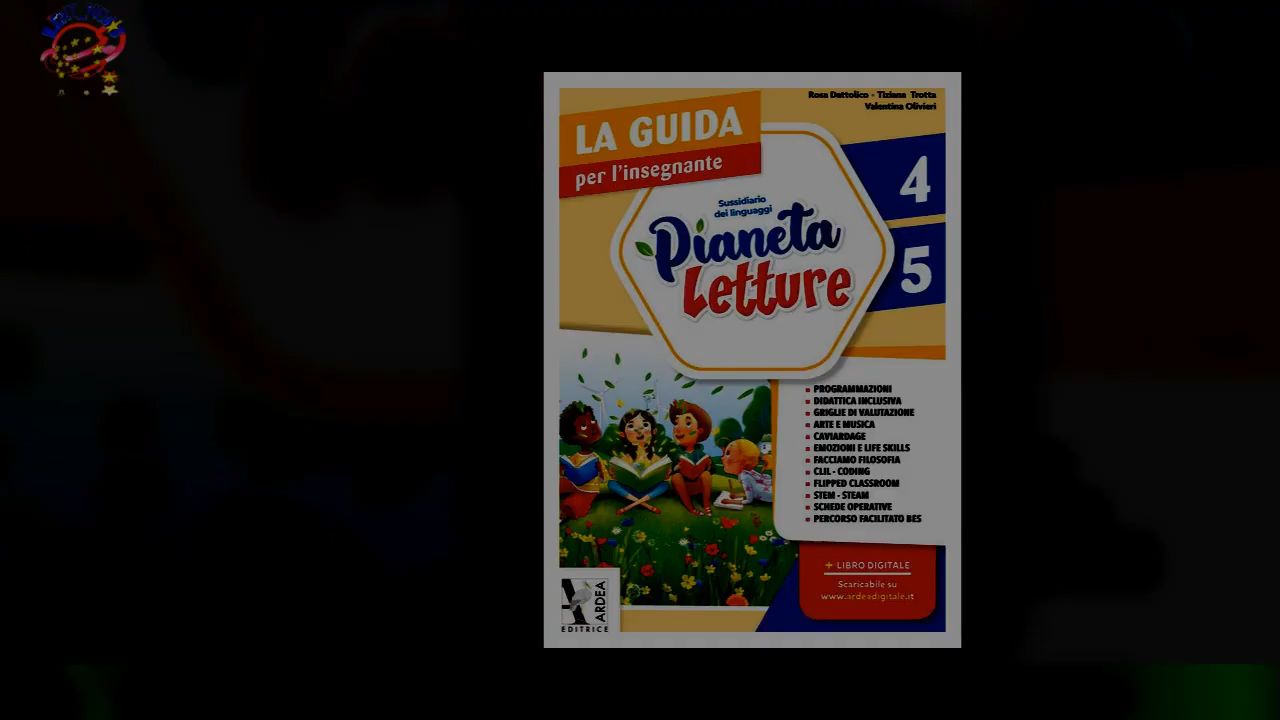 Rosa Dattolico - Tiziana Trotta
Valentina Olivieri
LA GUIDA
per l'insegnante
4
5
Sussidiario
dei linguaggi
Pianeta
Letture
PROGRAMMAZIONI
DIDATTICA INCLUSIVA
GRIGLIE DI VALUTAZIONE
ARTE E MUSICA
CAVIARDAGE
EMOZIONI E LIFE SKILLS
FACCIAMO FILOSOFIA
CLIL - CODING
FLIPPED CLASSROOM
STEM - STEAM
SCHEDE OPERATIVE
PERCORSO FACILITATO BES
+ LIBRO DIGITALE
Scaricabile su
www.ardeadigitale.it
ARDEA
EDITRICE